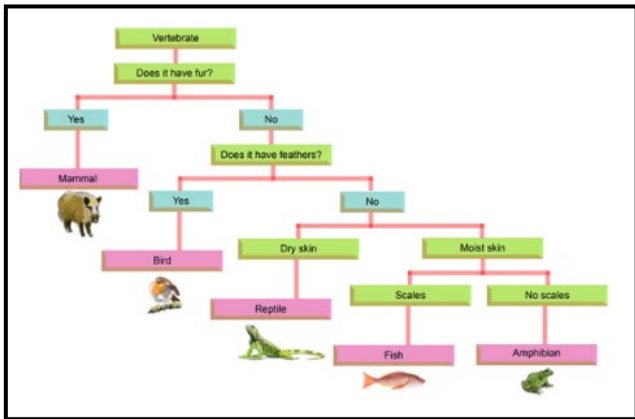 Vertebrate
Does it have fur?
Yes
No
Does it have feathers?
Mammal
Yes
No
Dry skin
Moist skin
Bird
Scales
No scales
Reptile
Fish
Amphibian